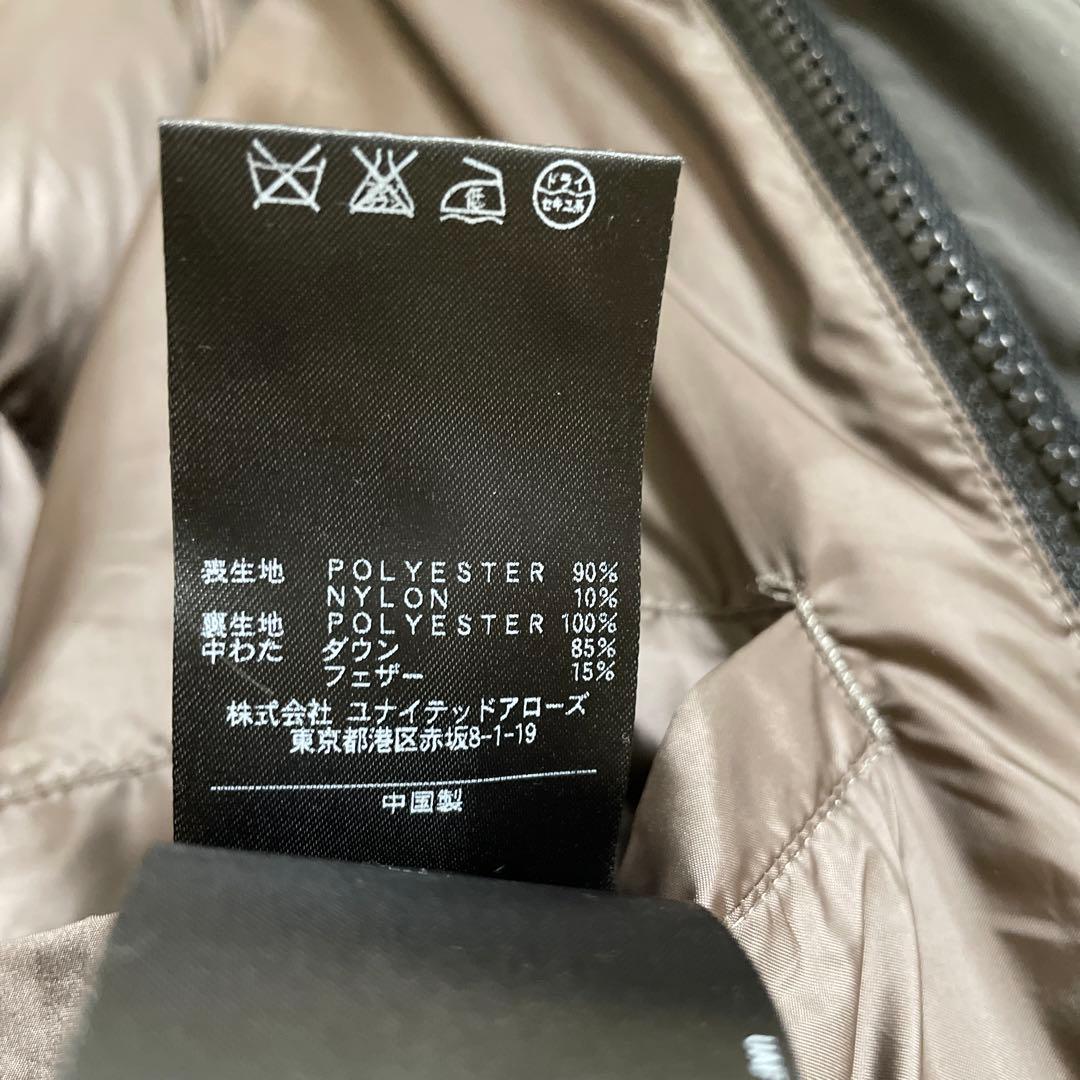 低
ドライ
セキユ系
表生地 POLYESTER 90%
NYLON 10%
裏生地 POLYESTER 100%
中わた ダウン 85%
フェザー 15%
株式会社 ユナイテッドアローズ
東京都港区赤坂8-1-19
中国製